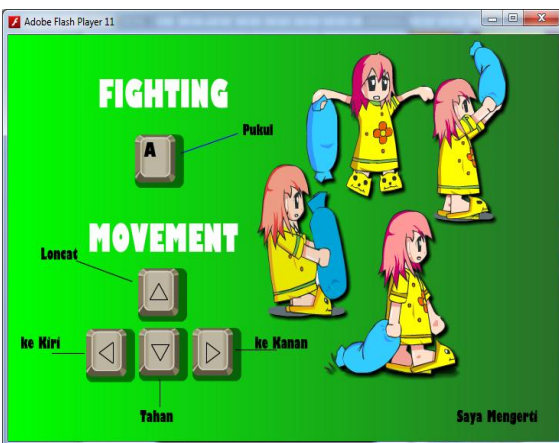 Adobe Flash Player 11
FIGHTING
A
Pukul
MOVEMENT
Loncat
ke Kiri
ke Kanan
Tahan
Saya Mengerti